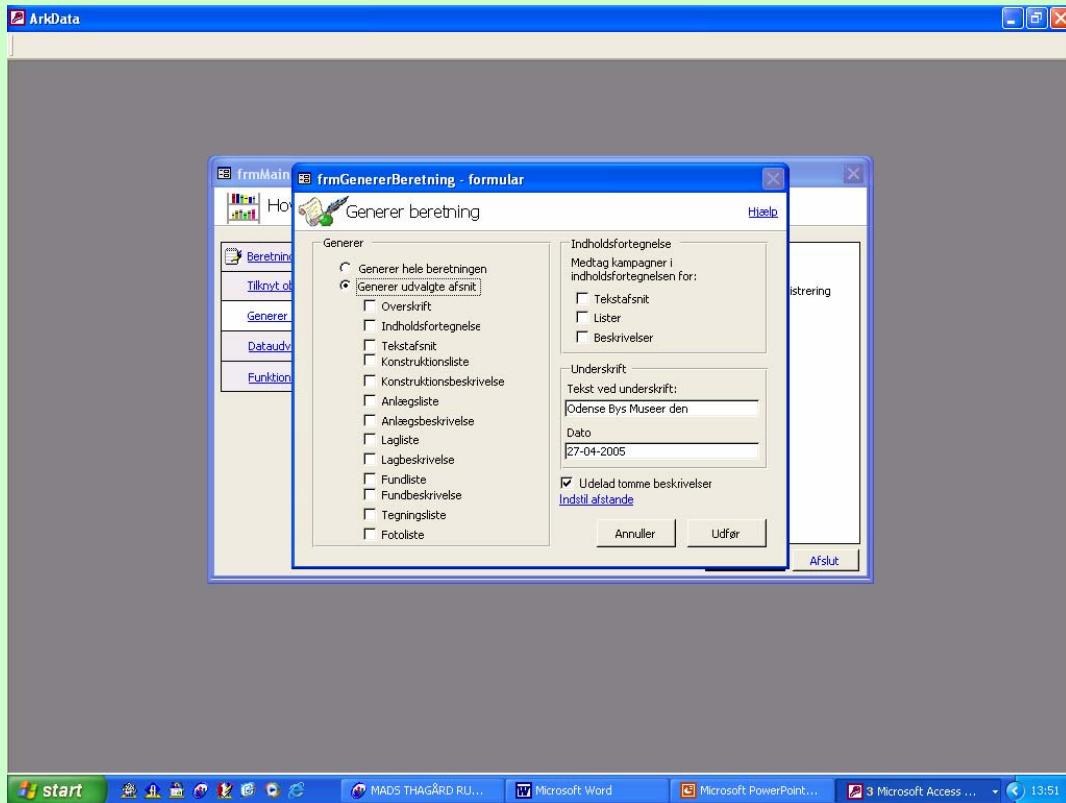 ArkData
frmMain
frmGenererBeretning - formular
Generer beretning
Hjælp
Beretnin
Tilknyt ob
Generer
Dataudv
Funktion
istrering
Generer
Generer hele beretningen
Generer udvalgte afsnit
Overskrift
Indholdsfortegnelse
Tekstafsnit
Konstruktionsliste
Konstruktionsbeskrivelse
Anlægsliste
Anlægsbeskrivelse
Lagliste
Lagbeskrivelse
Fundliste
Fundbeskrivelse
Tegningsliste
Fotoliste
Indholdsfortegnelse
Medtag kampagner i
indholdsfortegnelsen for:
Tekstafsnit
Lister
Beskrivelser
Underskrift
Tekst ved underskrift:
Odense Bys Museer den
Dato
27-04-2005
Udelad tomme beskrivelser
Indstil afstande
Annuller
Udfør
Afslut
start
MADS THAGÅRD RU...
Microsoft Word
Microsoft PowerPoint...
3 Microsoft Access ...
13:51